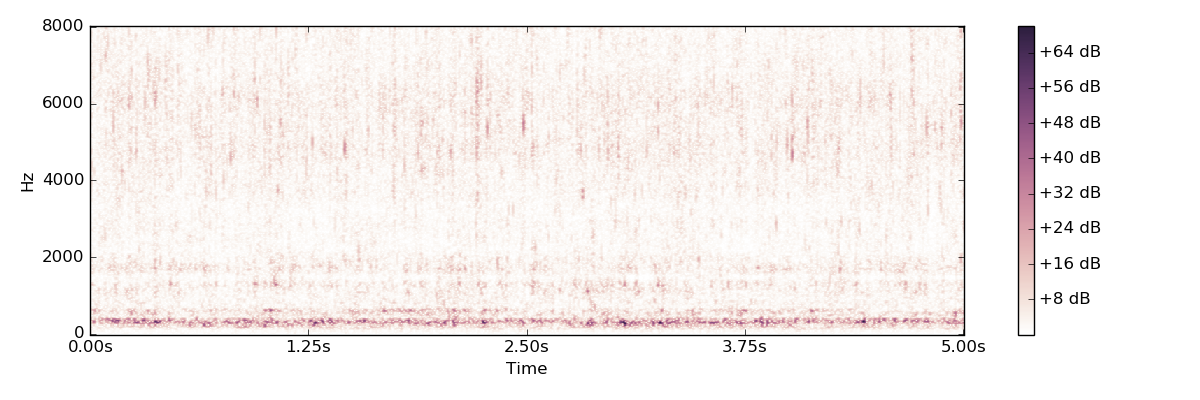 8000
6000
4000
2000
0
Hz
0.00s 1.25s 2.50s 3.75s 5.00s
Time
+64 dB
+56 dB
+48 dB
+40 dB
+32 dB
+24 dB
+16 dB
+8 dB